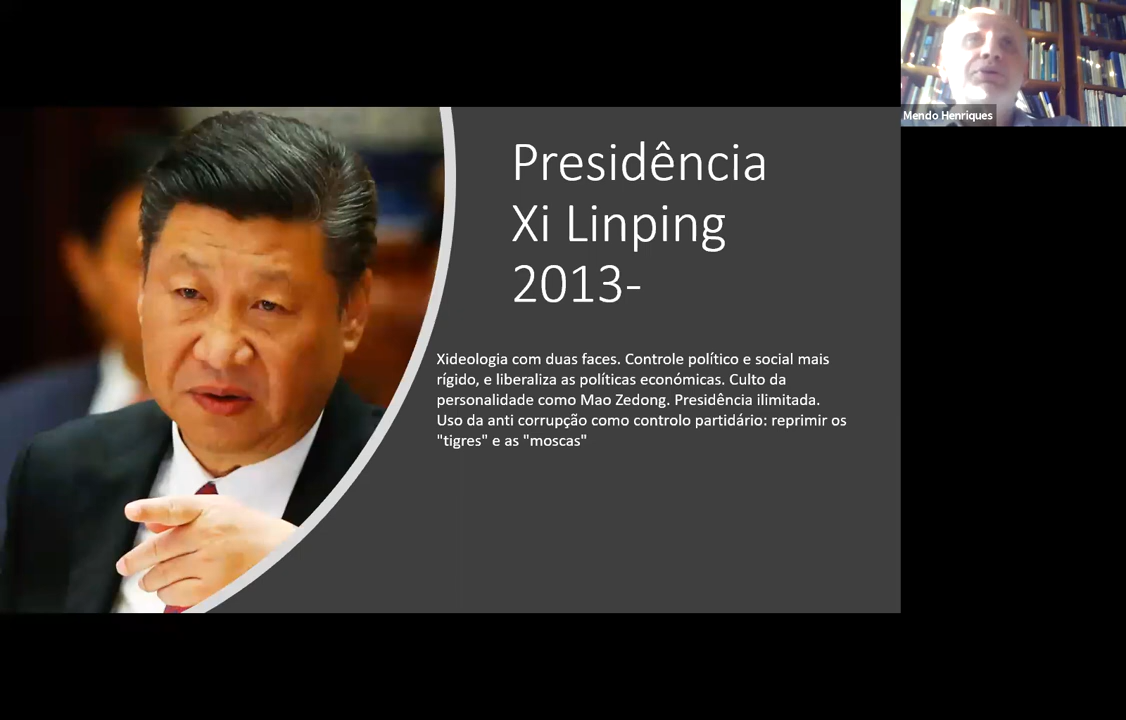 Mendo Henriques
Presidência
Xi Linping
2013-
Xideologia com duas faces. Controle político e social mais
rígido, e liberaliza as políticas económicas. Culto da
personalidade como Mao Zedong. Presidência ilimitada.
Uso da anti corrupção como controlo partidário: reprimir os
"tigres" e as "moscas"